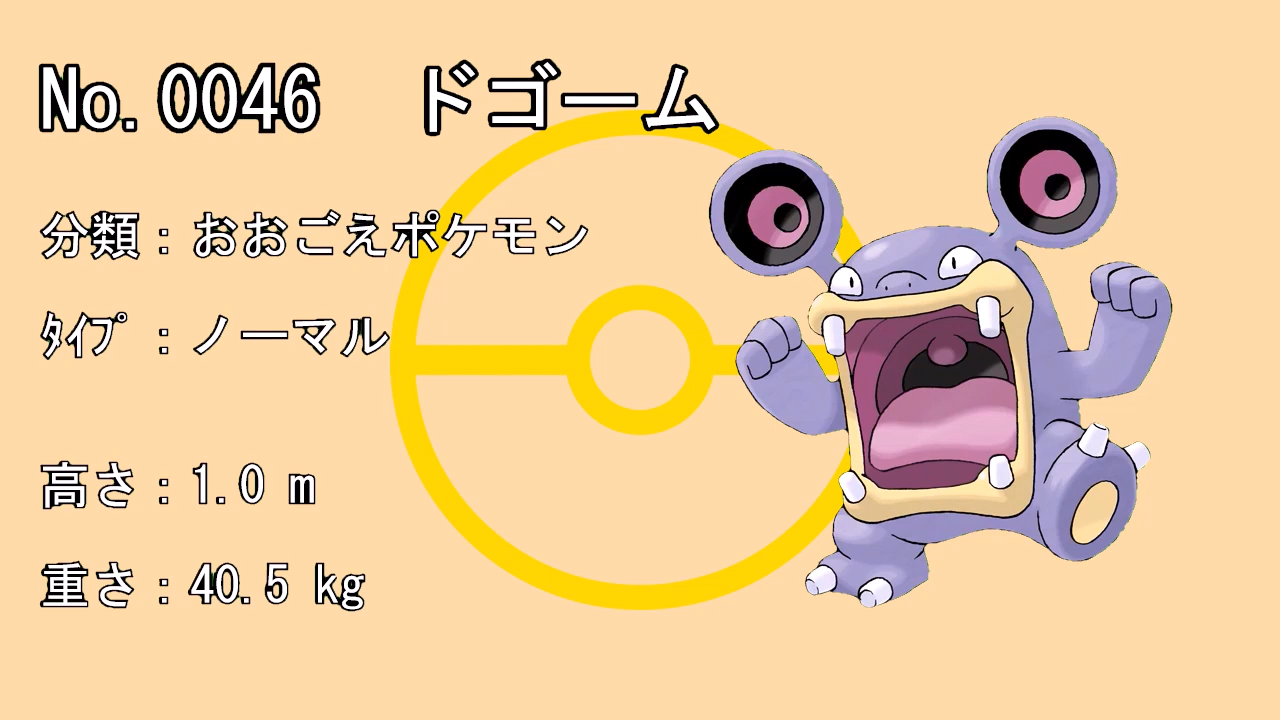 No.0046　ドゴーム
分類：おおごえポケモン
ﾀｲﾌﾟ：ノーマル
高さ：1.0 m
重さ：40.5 kg